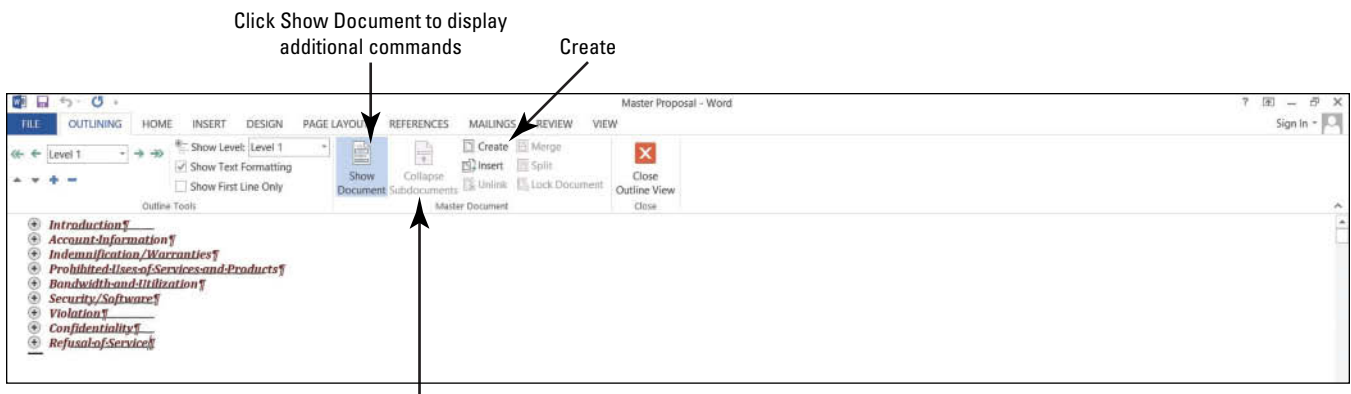 Click Show Document to display
additional commands
Create
Master Proposal - Word
FILE OUTLINING HOME INSERT DESIGN PAGE LAYOUT REFERENCES MAILINGS REVIEW VIEW
Sign In
Level 1
Show Level: Level 1
Show Text Formatting
Show First Line Only
Outline Tools
Show
Document
Collapse
Subdocuments
Create Merge
Insert Split
Unlink Lock Document
Master Document
Close
Outline View
Close
Introduction¶
Account·Information¶
Indemnification/Warranties¶
Prohibited·Uses·of·Services·and·Products¶
Bandwidth·and·Utilization¶
Security/Software¶
Violation¶
Confidentiality¶
Refusal·of·Service¶